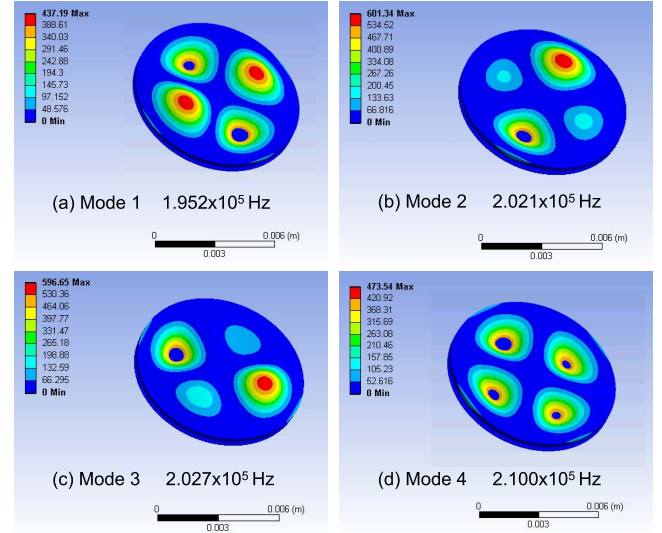 437.19 Max
388.61
340.03
291.46
242.88
194.3
145.73
97.152
48.576
0 Min
(a) Mode 1 1.952x10⁵ Hz
0 0.006 (m)
0.003
601.34 Max
534.52
467.71
400.89
334.08
267.26
200.45
133.63
66.816
0 Min
(b) Mode 2 2.021x10⁵ Hz
0 0.006 (m)
0.003
596.65 Max
530.36
464.06
397.77
331.47
265.18
198.88
132.59
66.295
0 Min
(c) Mode 3 2.027x10⁵ Hz
0 0.006 (m)
0.003
473.54 Max
420.92
368.31
315.69
263.08
210.46
157.85
105.23
52.616
0 Min
(d) Mode 4 2.100x10⁵ Hz
0 0.006 (m)
0.003